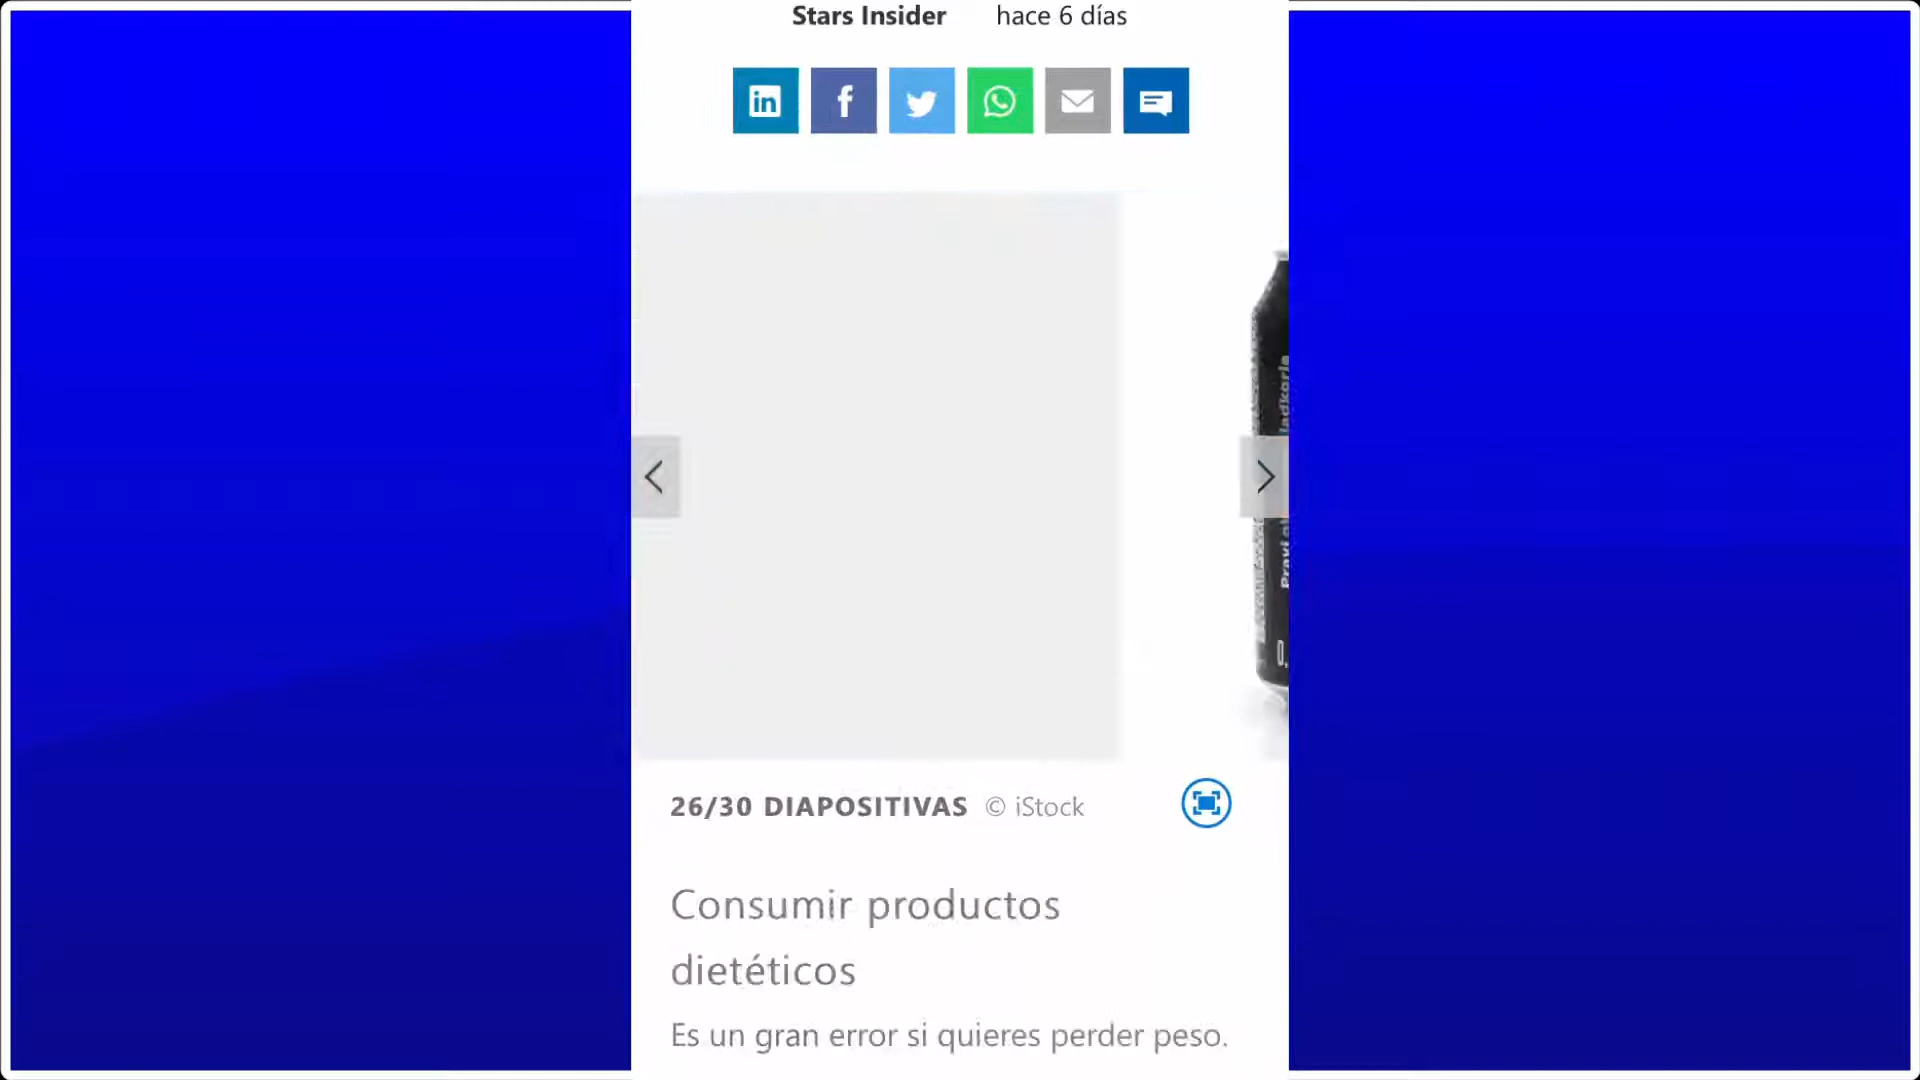 Stars Insider hace 6 días
26/30 DIAPOSITIVAS © iStock
Consumir productos
dietéticos
Es un gran error si quieres perder peso.